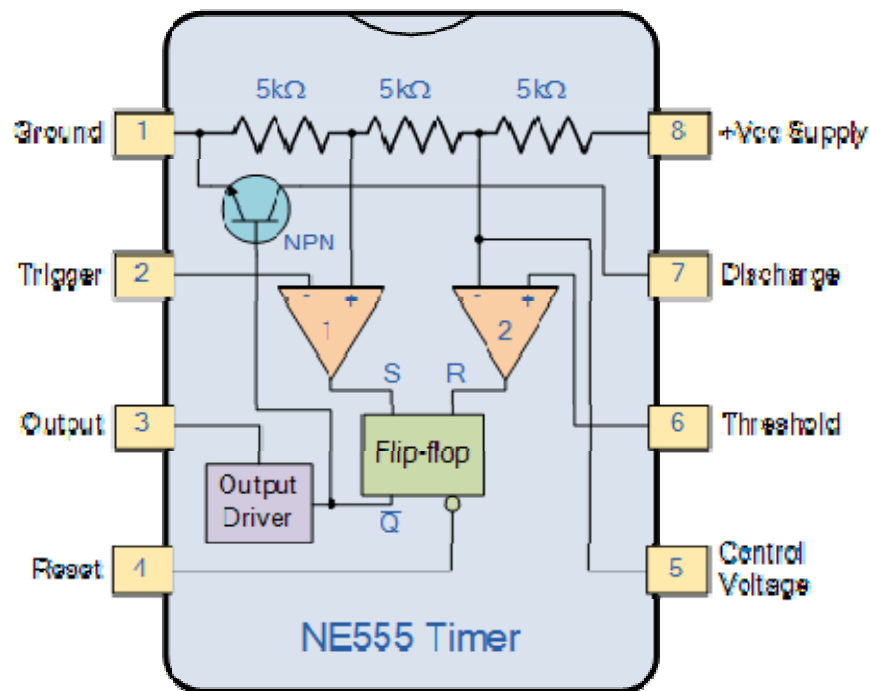 5kΩ 5kΩ 5kΩ
Ground 1
8 +Vcc Supply
NPN
Trigger 2
- +
- +
7 Discharge
1
2
S R
Output 3
6 Threshold
Flip-flop
Output
Driver
Q̅
Reset 4
5 Control
Voltage
NE555 Timer